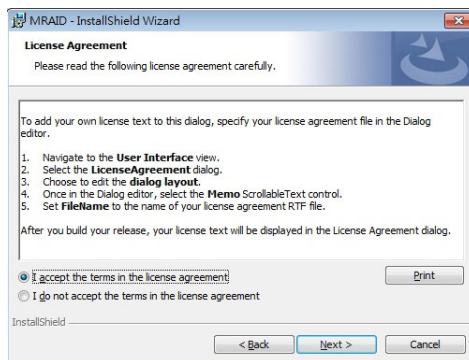 MRAID - InstallShield Wizard
License Agreement
Please read the following license agreement carefully.
To add your own license text to this dialog, specify your license agreement file in the Dialog
editor.
1. Navigate to the User Interface view.
2. Select the LicenseAgreement dialog.
3. Choose to edit the dialog layout.
4. Once in the Dialog editor, select the Memo ScrollableText control.
5. Set FileName to the name of your license agreement RTF file.
After you build your release, your license text will be displayed in the License Agreement dialog.
I accept the terms in the license agreement
Print
I do not accept the terms in the license agreement
InstallShield
< Back
Next >
Cancel